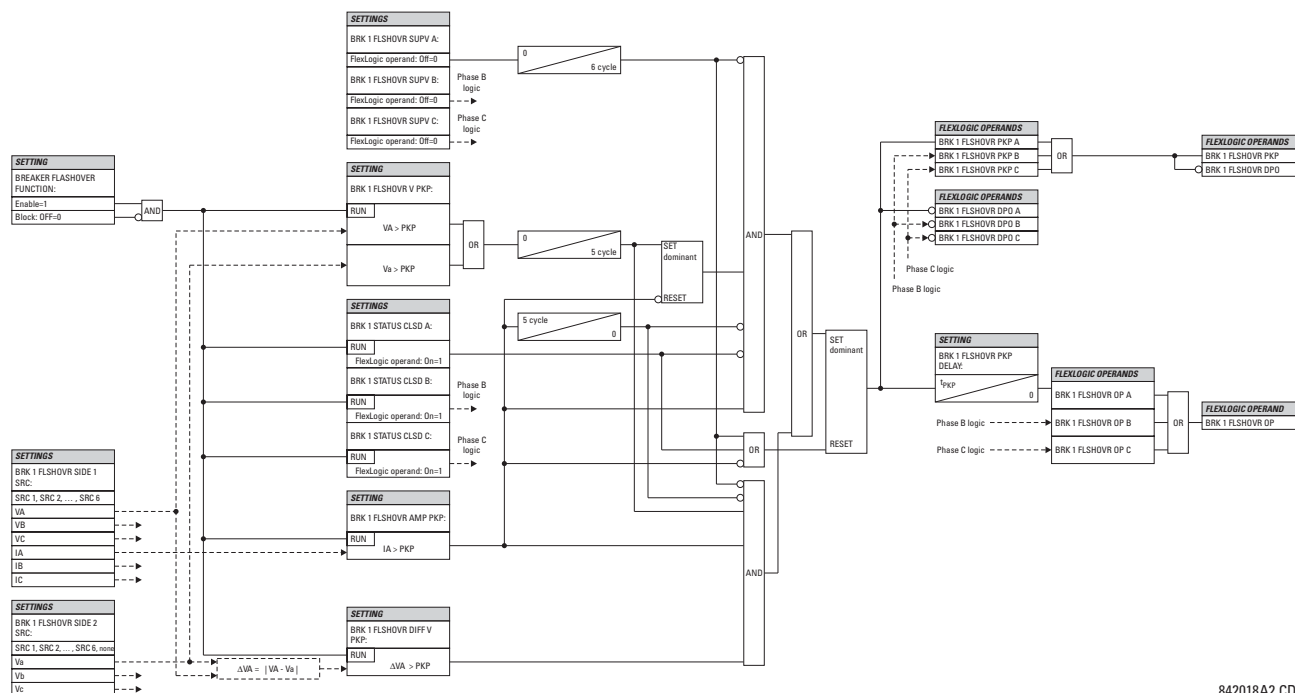 SETTING
BREAKER FLASHOVER
FUNCTION:
Enable=1
Block: OFF=0
AND
SETTINGS
BRK 1 FLSHOVR SIDE 1
SRC:
SRC 1, SRC 2, ... , SRC 6
VA
VB
VC
IA
IB
IC
SETTINGS
BRK 1 FLSHOVR SIDE 2
SRC:
SRC 1, SRC 2, ... , SRC 6, none
Va
Vb
Vc
ΔVA = | VA - Va |
SETTINGS
BRK 1 FLSHOVR SUPV A:
FlexLogic operand: Off=0
BRK 1 FLSHOVR SUPV B:
FlexLogic operand: Off=0
BRK 1 FLSHOVR SUPV C:
FlexLogic operand: Off=0
Phase B
logic
Phase C
logic
SETTING
BRK 1 FLSHOVR V PKP:
RUN
VA > PKP
Va > PKP
OR
SETTINGS
BRK 1 STATUS CLSD A:
RUN
FlexLogic operand: On=1
BRK 1 STATUS CLSD B:
RUN
FlexLogic operand: On=1
BRK 1 STATUS CLSD C:
RUN
FlexLogic operand: On=1
Phase B
logic
Phase C
logic
SETTING
BRK 1 FLSHOVR AMP PKP:
RUN
IA > PKP
SETTING
BRK 1 FLSHOVR DIFF V
PKP:
RUN
ΔVA > PKP
0
6 cycle
0
5 cycle
5 cycle
0
SET
dominant
RESET
AND
OR
AND
OR
SET
dominant
RESET
FLEXLOGIC OPERANDS
BRK 1 FLSHOVR PKP A
BRK 1 FLSHOVR PKP B
BRK 1 FLSHOVR PKP C
OR
FLEXLOGIC OPERANDS
BRK 1 FLSHOVR PKP
BRK 1 FLSHOVR DPO
FLEXLOGIC OPERANDS
BRK 1 FLSHOVR DPO A
BRK 1 FLSHOVR DPO B
BRK 1 FLSHOVR DPO C
Phase C logic
Phase B logic
SETTING
BRK 1 FLSHOVR PKP
DELAY:
tPKP
0
FLEXLOGIC OPERANDS
BRK 1 FLSHOVR OP A
BRK 1 FLSHOVR OP B
BRK 1 FLSHOVR OP C
Phase B logic
Phase C logic
OR
FLEXLOGIC OPERAND
BRK 1 FLSHOVR OP
842018A2.CDR